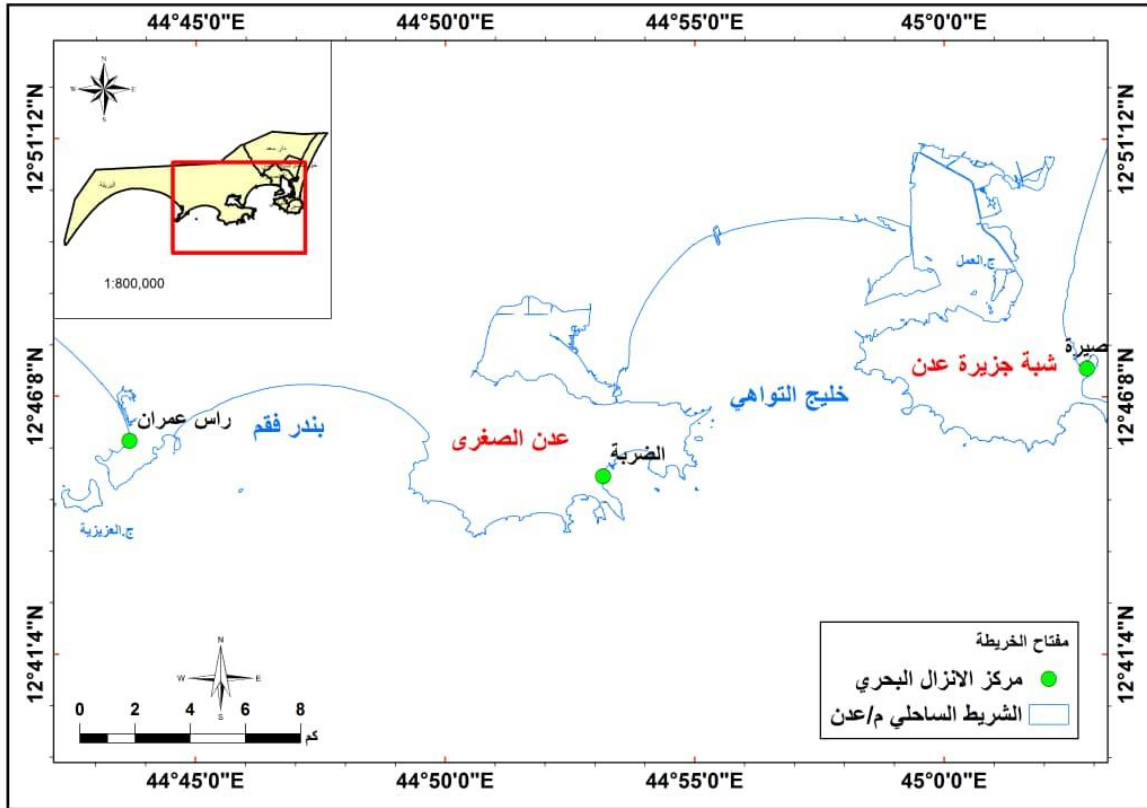 44°45'0"E 44°50'0"E 44°55'0"E 45°0'0"E
12°51'12"N 12°51'12"N
N
W E
S
دار سعد
البريقة
1:800,000
ج.العمل
12°46'8"N 12°46'8"N
صيرة
شبة جزيرة عدن
خليج التواهي
راس عمران
بندر فقم
عدن الصغرى
الضربة
ج.العزيزية
12°41'4"N 12°41'4"N
مفتاح الخريطة
مركز الانزال البحري
الشريط الساحلي م/عدن
N
W E
S
0 2 4 6 8
كم
44°45'0"E 44°50'0"E 44°55'0"E 45°0'0"E